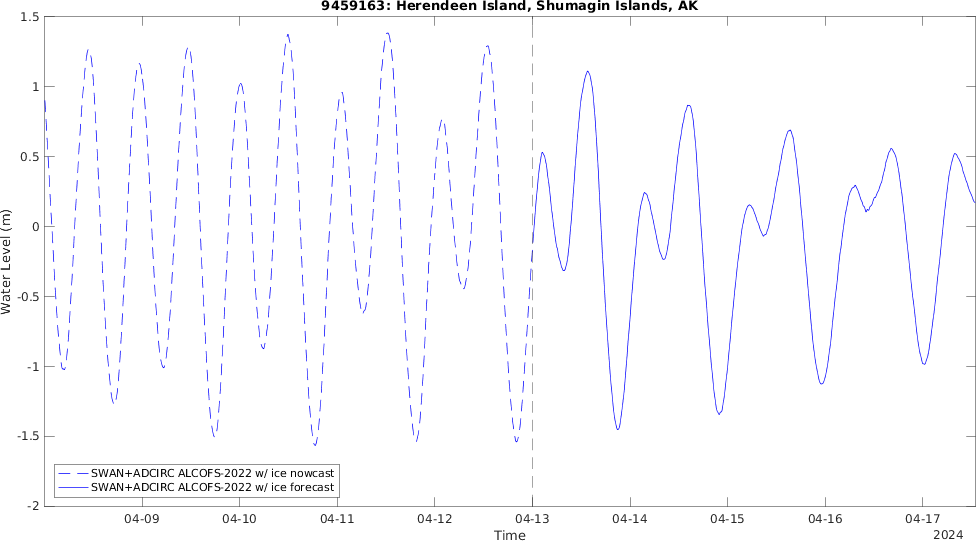 9459163: Herendeen Island, Shumagin Islands, AK
1.5
1
0.5
0
-0.5
-1
-1.5
-2
Water Level (m)
SWAN+ADCIRC ALCOFS-2022 w/ ice nowcast
SWAN+ADCIRC ALCOFS-2022 w/ ice forecast
04-09 04-10 04-11 04-12 04-13 04-14 04-15 04-16 04-17
Time
2024